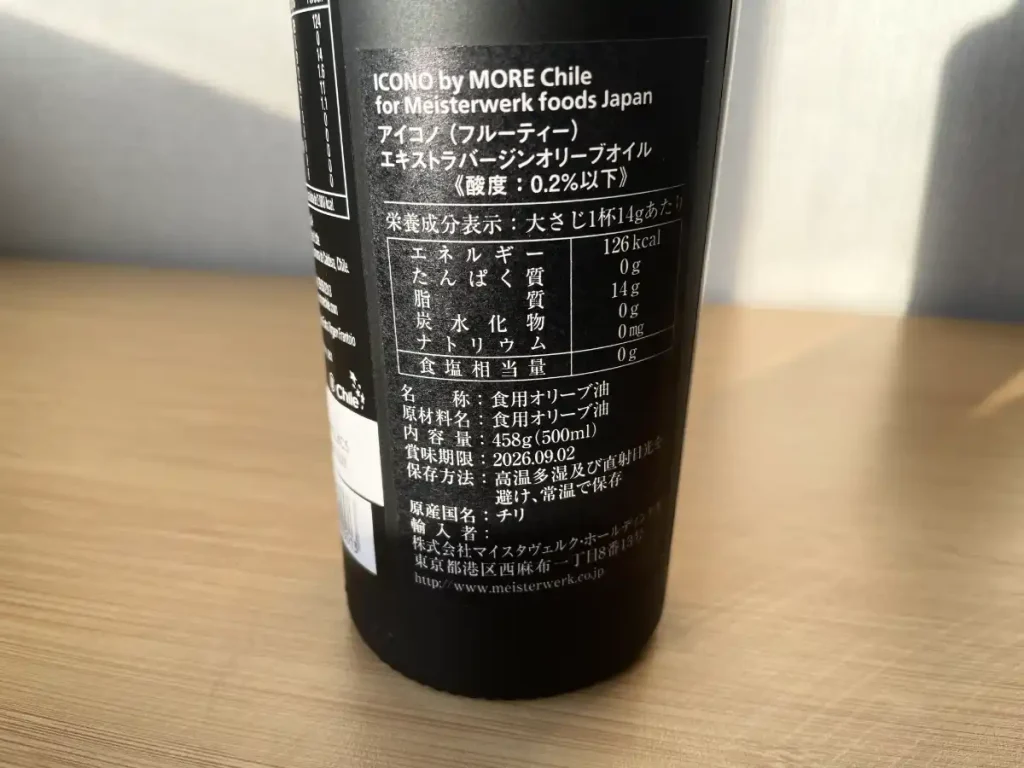 ICONO by MORE Chile
for Meisterwerk foods Japan
アイコノ（フルーティー）
エキストラバージンオリーブオイル
《酸度：0.2%以下》
栄養成分表示：大さじ1杯14gあたり
エネルギー 126kcal
たんぱく質 0g
脂質 14g
炭水化物 0g
ナトリウム 0mg
食塩相当量 0g
名称：食用オリーブ油
原材料名：食用オリーブ油
内容量：458g(500ml)
賞味期限：2026.09.02
保存方法：高温多湿及び直射日光を
避け、常温で保存
原産国名：チリ
輸入者：
株式会社マイスタヴェルク・ホールディングス
東京都港区西麻布一丁目8番13号
http://www.meisterwerk.co.jp
124
0
14
Chile.
Chile